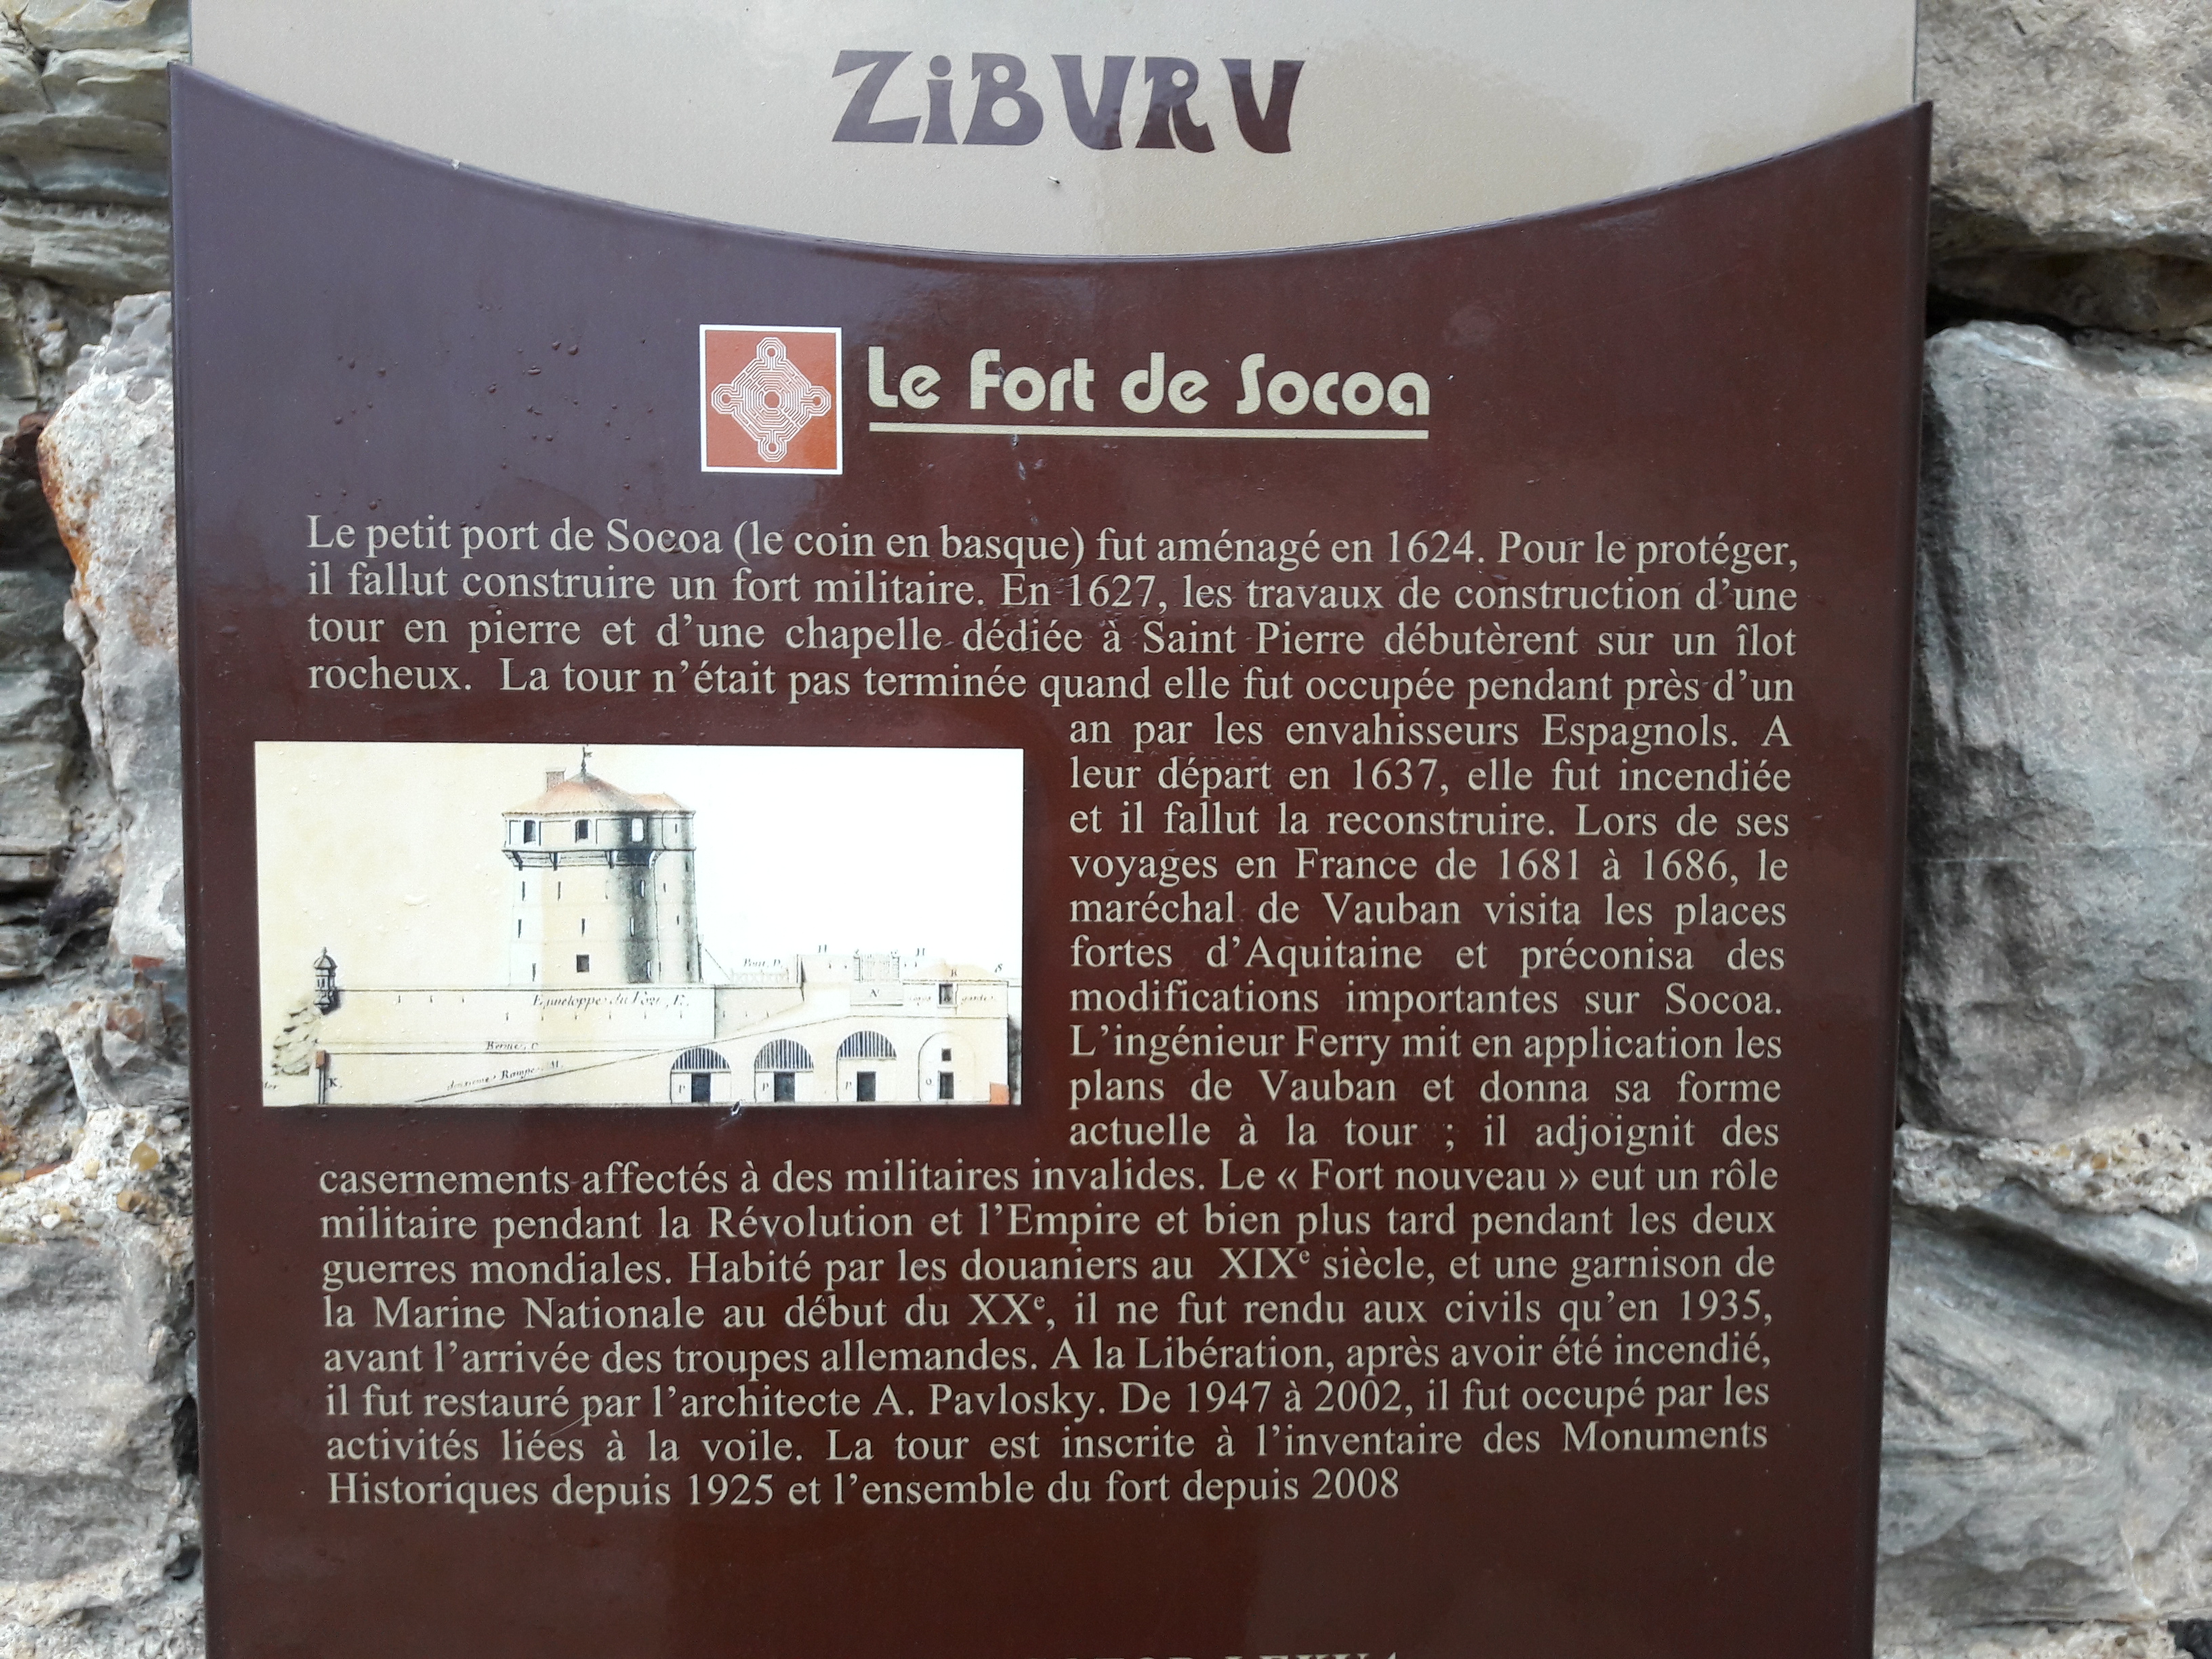 ZiBURU
Le Fort de Socoa
Le petit port de Socoa (le coin en basque) fut aménagé en 1624. Pour le protéger,
il fallut construire un fort militaire. En 1627, les travaux de construction d'une
tour en pierre et d'une chapelle dédiée à Saint Pierre débutèrent sur un îlot
rocheux. La tour n'était pas terminée quand elle fut occupée pendant près d'un
an par les envahisseurs Espagnols. A
leur départ en 1637, elle fut incendiée
et il fallut la reconstruire. Lors de ses
voyages en France de 1681 à 1686, le
maréchal de Vauban visita les places
fortes d'Aquitaine et préconisa des
modifications importantes sur Socoa.
L'ingénieur Ferry mit en application les
plans de Vauban et donna sa forme
actuelle à la tour ; il adjoignit des
casernements affectés à des militaires invalides. Le « Fort nouveau » eut un rôle
militaire pendant la Révolution et l'Empire et bien plus tard pendant les deux
guerres mondiales. Habité par les douaniers au XIXe siècle, et une garnison de
la Marine Nationale au début du XXe, il ne fut rendu aux civils qu'en 1935,
avant l'arrivée des troupes allemandes. A la Libération, après avoir été incendié,
il fut restauré par l'architecte A. Pavlosky. De 1947 à 2002, il fut occupé par les
activités liées à la voile. La tour est inscrite à l'inventaire des Monuments
Historiques depuis 1925 et l'ensemble du fort depuis 2008
du Fort, E.
Berme, C
Rampe, M.
K.
P
P
P